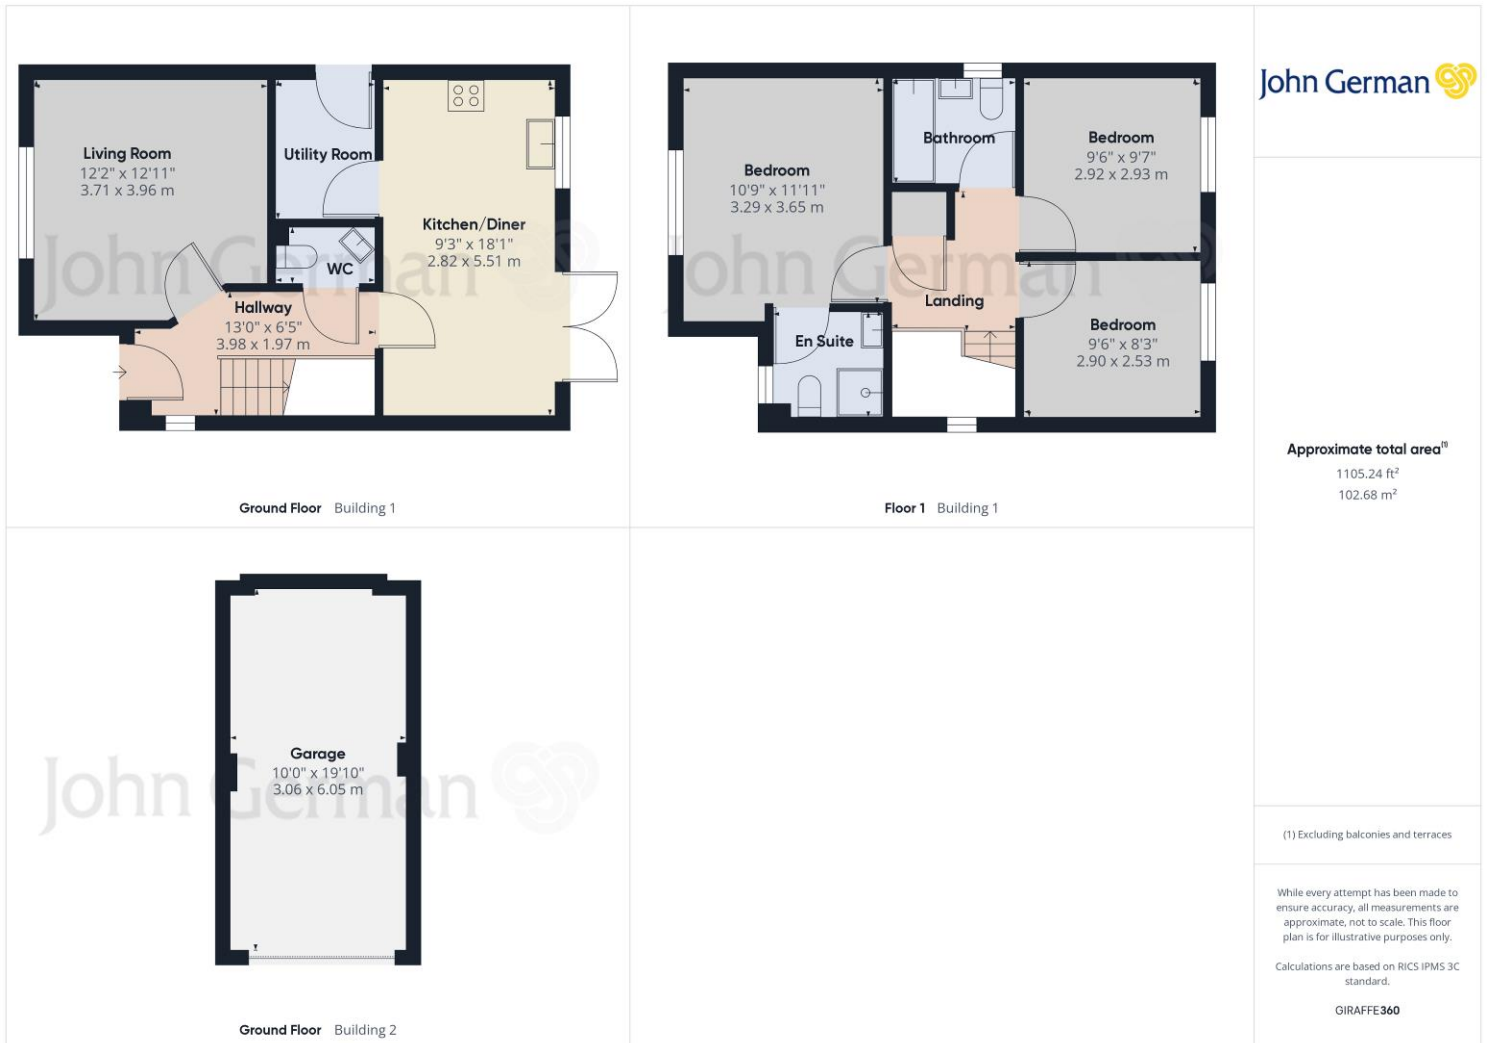 Living Room
12'2" x 12'11"
3.71 x 3.96 m
Utility Room
Kitchen/Diner
9'3" x 18'1"
2.82 x 5.51 m
WC
Hallway
13'0" x 6'5"
3.98 x 1.97 m
John German
Ground Floor Building 1
Bedroom
10'9" x 11'11"
3.29 x 3.65 m
Bathroom
Bedroom
9'6" x 9'7"
2.92 x 2.93 m
Landing
En Suite
Bedroom
9'6" x 8'3"
2.90 x 2.53 m
John German
Floor 1 Building 1
Garage
10'0" x 19'10"
3.06 x 6.05 m
John German
Ground Floor Building 2
John German
Approximate total area(1)
1105.24 ft²
102.68 m²
(1) Excluding balconies and terraces
While every attempt has been made to
ensure accuracy, all measurements are
approximate, not to scale. This floor
plan is for illustrative purposes only.
Calculations are based on RICS IPMS 3C
standard.
GIRAFFE360